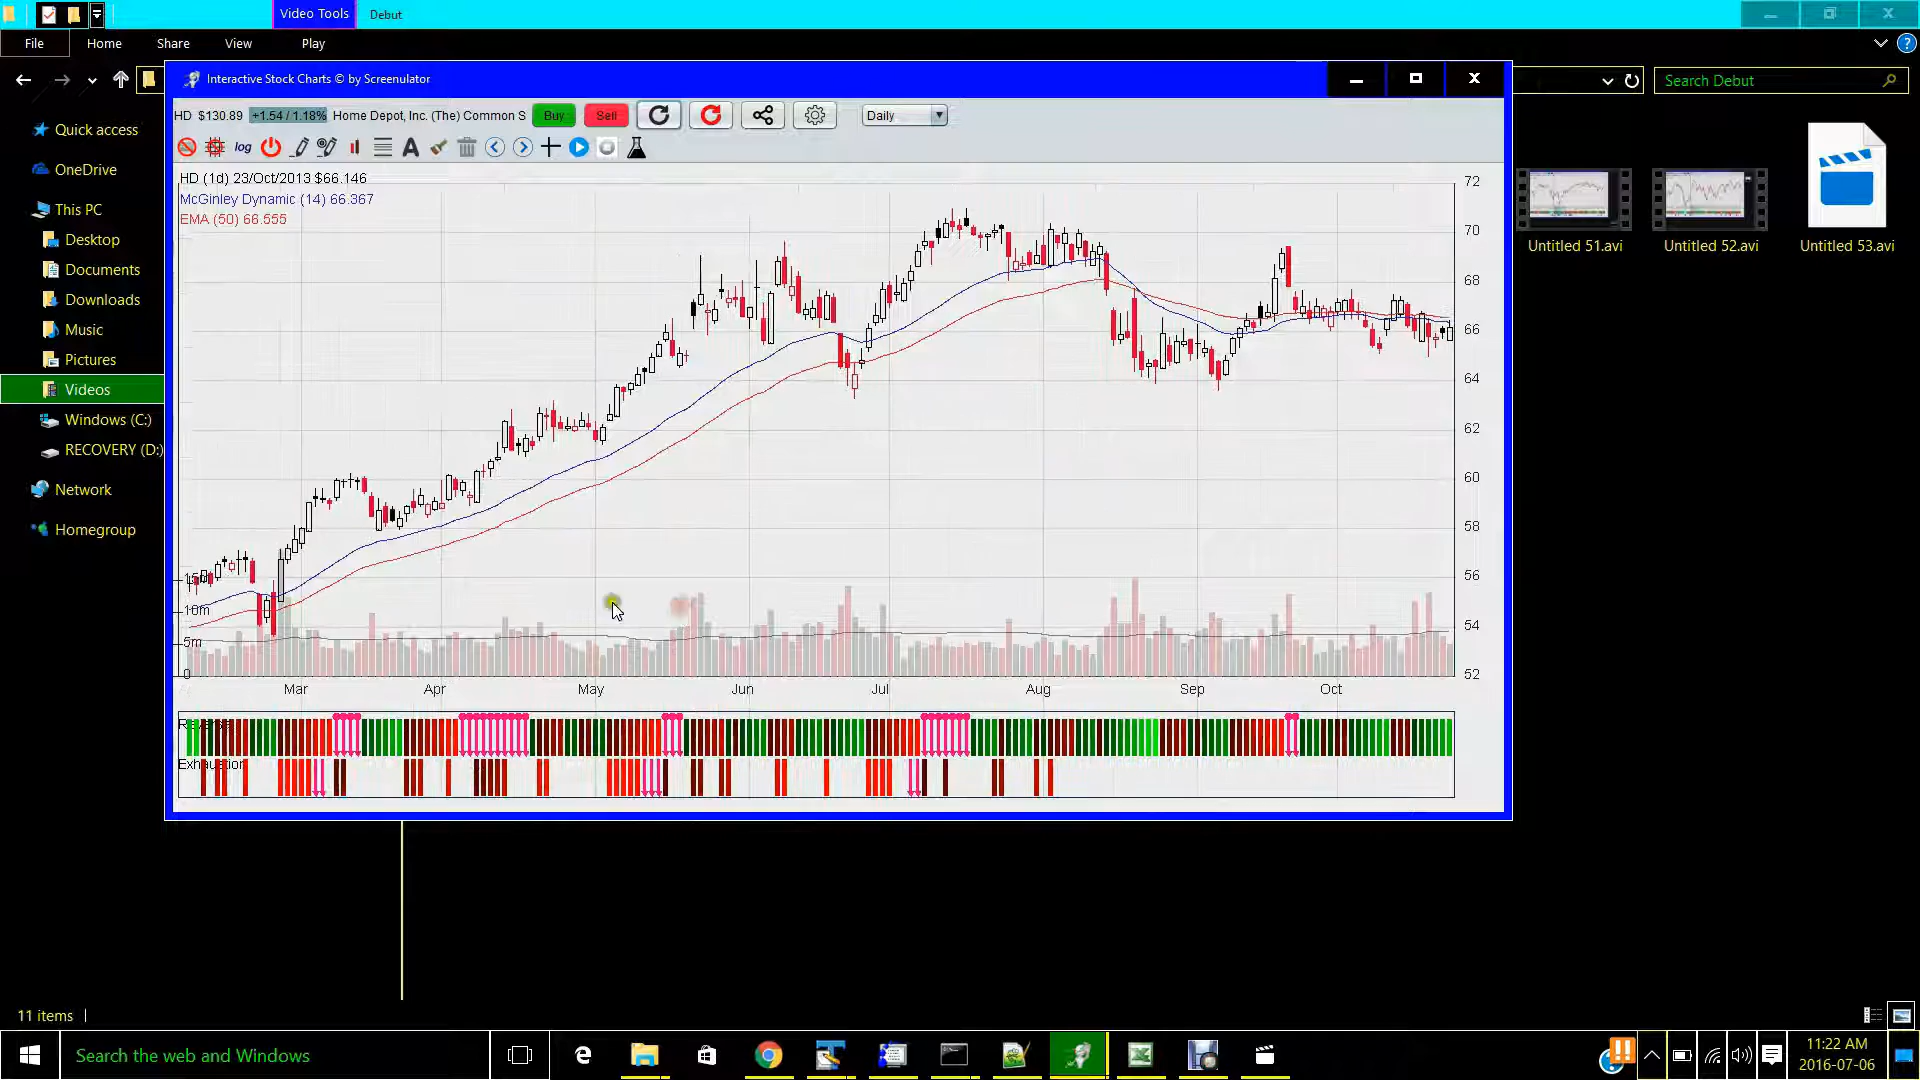 Video Tools
Debut
File
Home
Share
View
Play
Interactive Stock Charts © by Screenulator
Search Debut
HD $130.89 +1.54 / 1.18% Home Depot, Inc. (The) Common S
Buy
Sell
Daily
log
Quick access
OneDrive
This PC
Desktop
Documents
Downloads
Music
Pictures
Videos
Windows (C:)
RECOVERY (D:)
Network
Homegroup
HD (1d) 23/Oct/2013 $66.146
McGinley Dynamic (14) 66.367
EMA (50) 66.555
72
70
68
66
64
62
60
58
56
54
52
15m
10m
5m
0
Mar
Apr
May
Jun
Jul
Aug
Sep
Oct
Exhaustion
Untitled 51.avi
Untitled 52.avi
Untitled 53.avi
11 items
Search the web and Windows
11:22 AM
2016-07-06